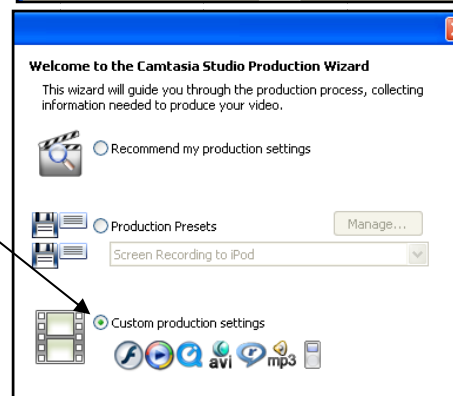 Welcome to the Camtasia Studio Production Wizard
This wizard will guide you through the production process, collecting
information needed to produce your video.
Recommend my production settings
Production Presets
Manage...
Screen Recording to iPod
Custom production settings
avi
mp3